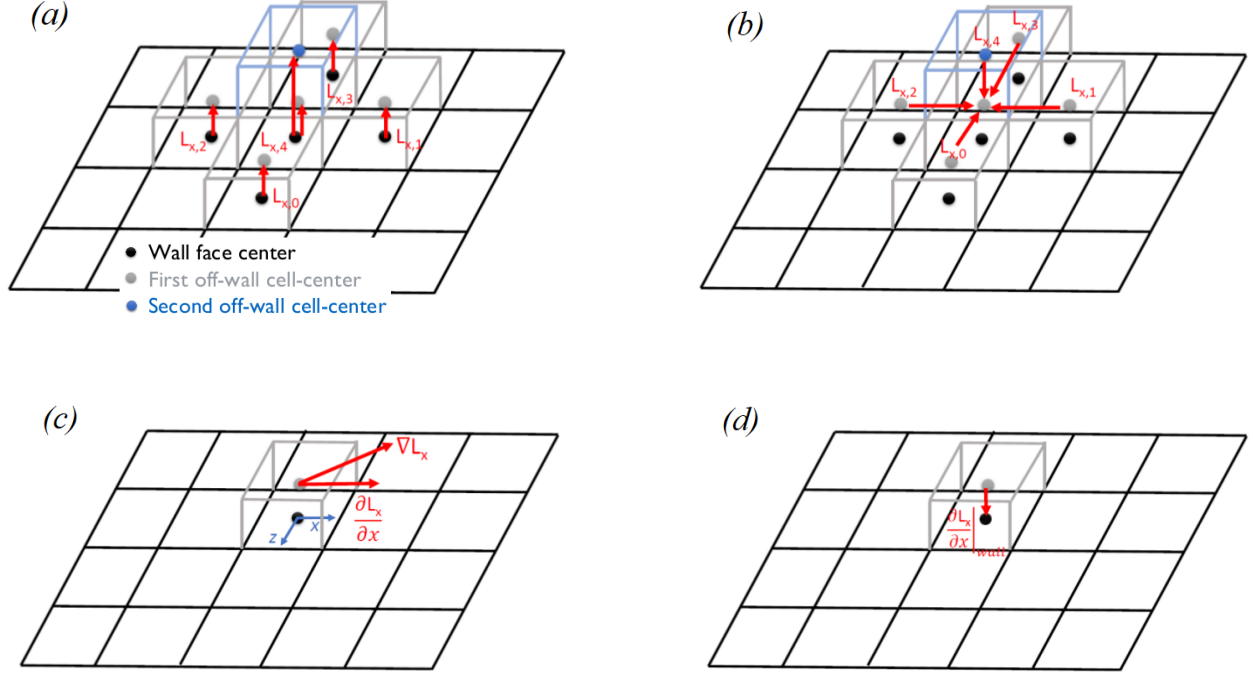 (a)
L_{x,3}
L_{x,2}
L_{x,4}
L_{x,1}
L_{x,0}
Wall face center
First off-wall cell-center
Second off-wall cell-center
(b)
L_{x,4}
L_{x,3}
L_{x,2}
L_{x,1}
L_{x,0}
(c)
∇L_x
∂L_x
∂x
x
z
(d)
∂L_x
∂x |_{wall}